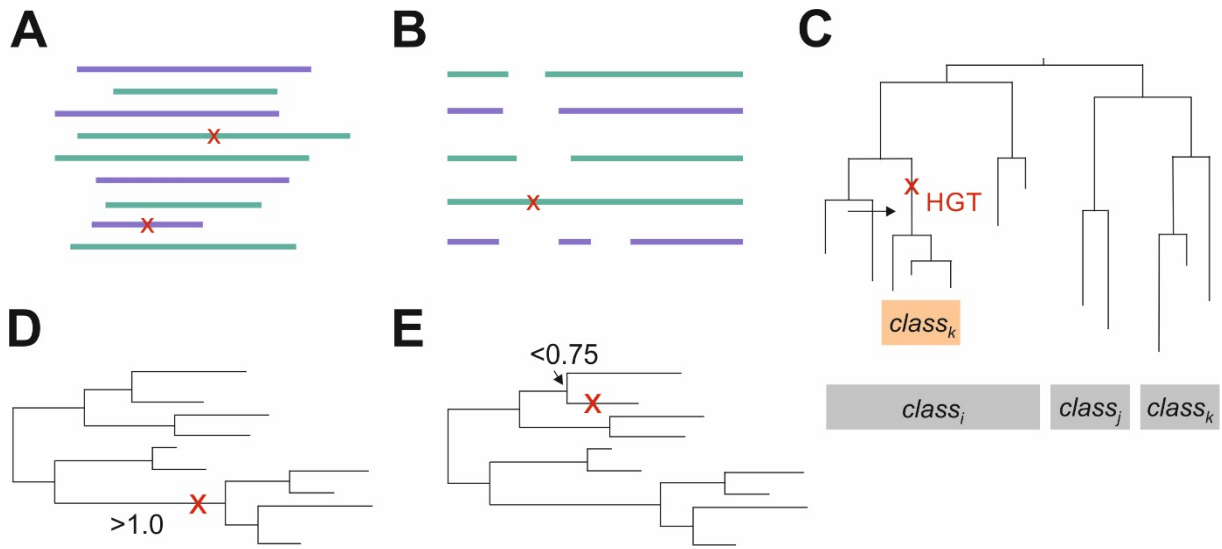 A
B
C
X
X
X
X
HGT
class_k
class_i
class_j
class_k
D
E
<0.75
X
X
>1.0